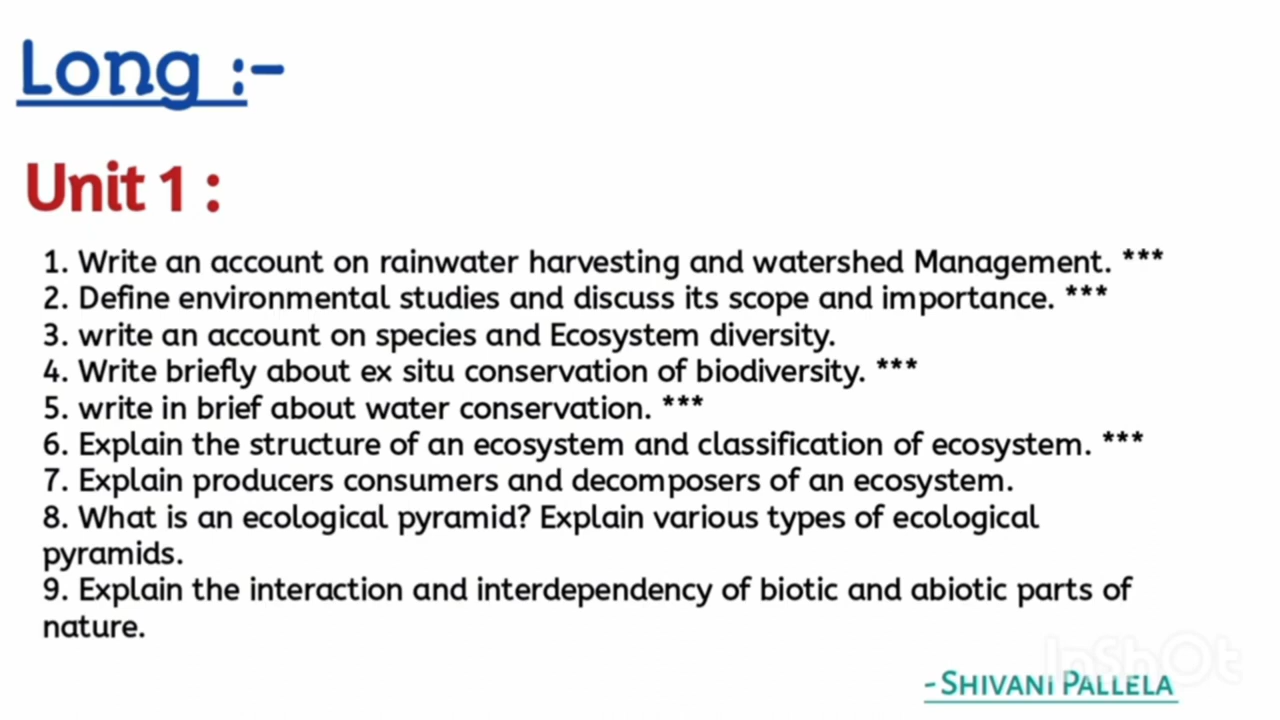 Long :-
Unit 1 :
1. Write an account on rainwater harvesting and watershed Management. ***
2. Define environmental studies and discuss its scope and importance. ***
3. write an account on species and Ecosystem diversity.
4. Write briefly about ex situ conservation of biodiversity. ***
5. write in brief about water conservation. ***
6. Explain the structure of an ecosystem and classification of ecosystem. ***
7. Explain producers consumers and decomposers of an ecosystem.
8. What is an ecological pyramid? Explain various types of ecological
pyramids.
9. Explain the interaction and interdependency of biotic and abiotic parts of
nature.
InShOt
- SHIVANI PALLELA